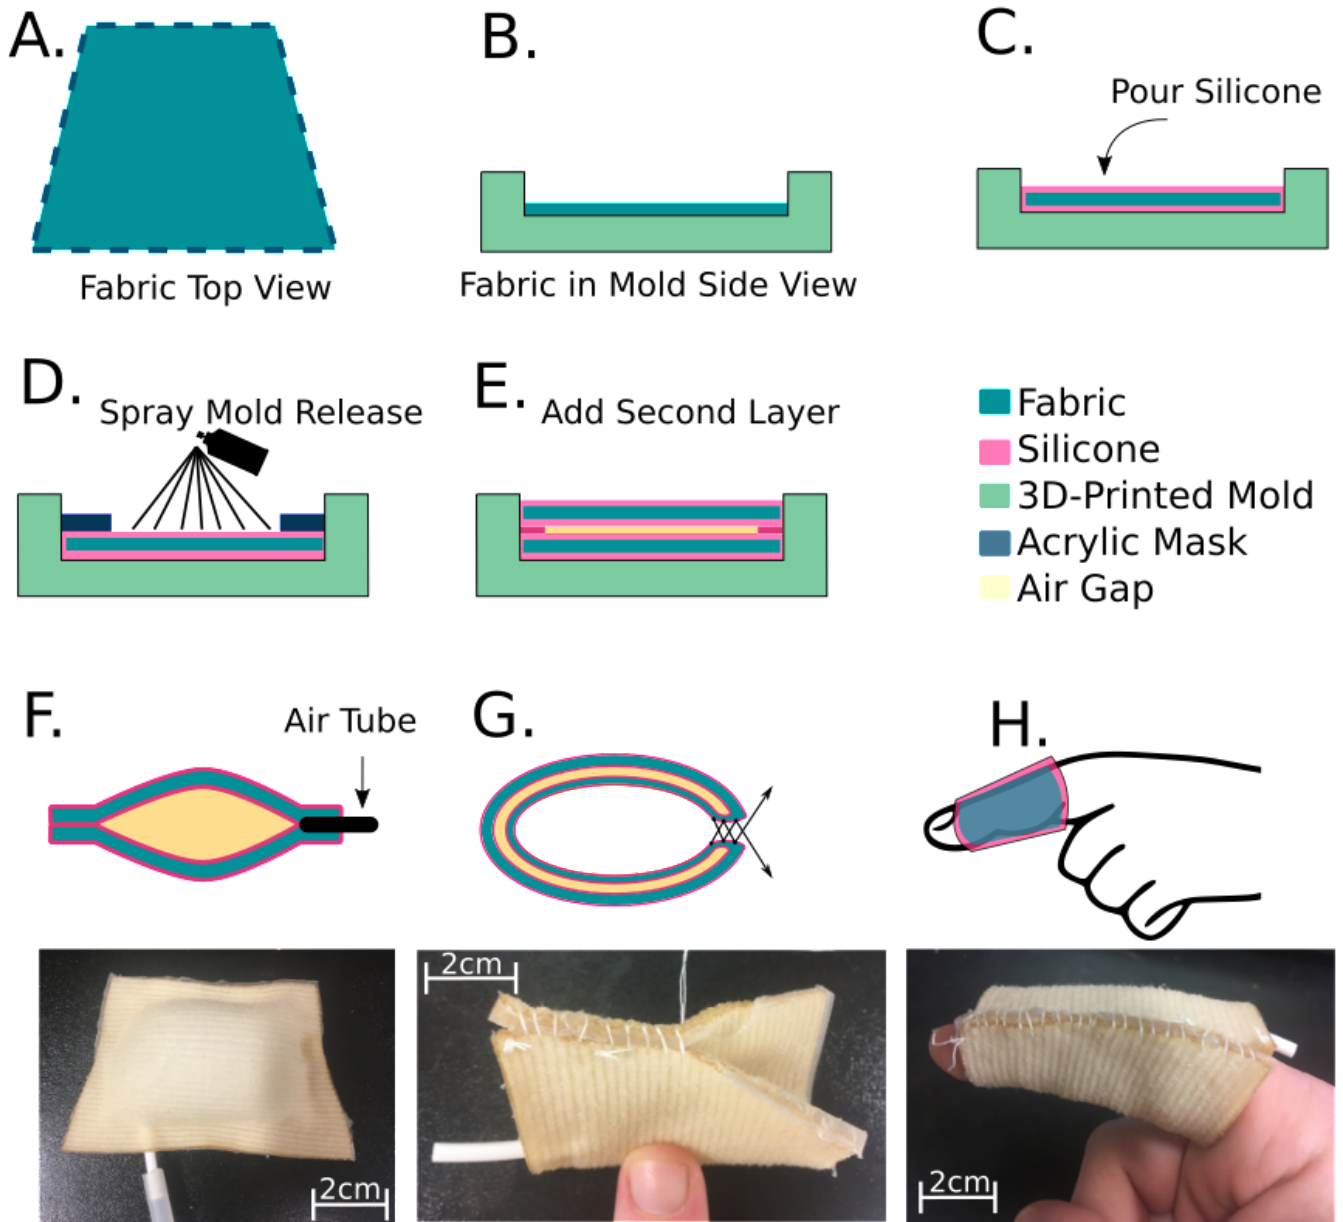 A.
Fabric Top View
B.
Fabric in Mold Side View
C.
Pour Silicone
D.
Spray Mold Release
E.
Add Second Layer
Fabric
Silicone
3D-Printed Mold
Acrylic Mask
Air Gap
F.
Air Tube
G.
H.
2cm
2cm
2cm